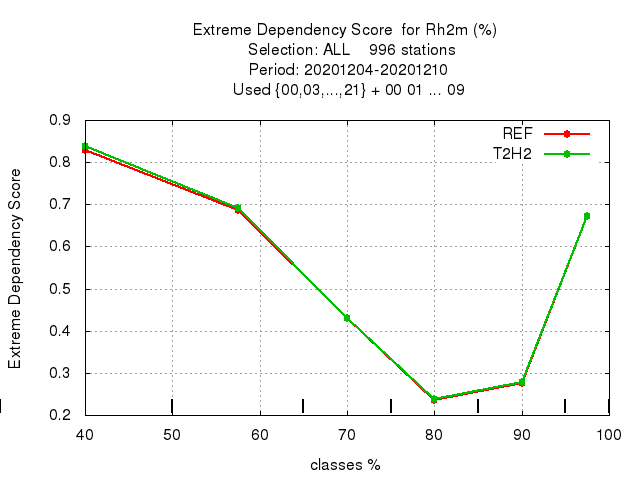 Extreme Dependency Score  for Rh2m (%)
Selection: ALL    996 stations
Period: 20201204-20201210
Used {00,03,...,21} + 00 01 ... 09
REF
T2H2
Extreme Dependency Score
0.9
0.8
0.7
0.6
0.5
0.4
0.3
0.2
40 50 60 70 80 90 100
classes %